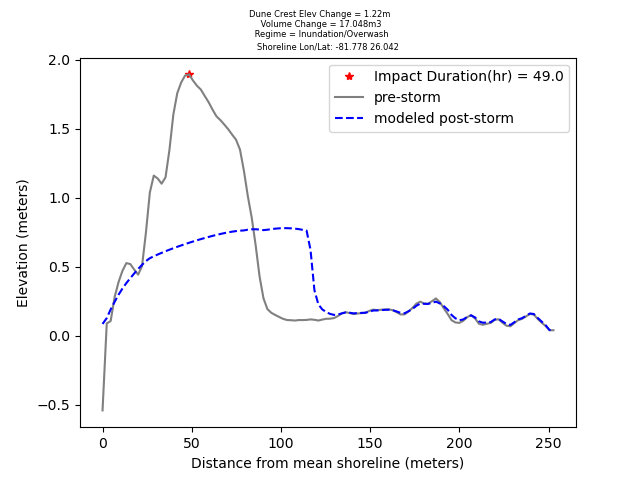 Dune Crest Elev Change = 1.22m
Volume Change = 17.048m3
Regime = Inundation/Overwash
Shoreline Lon/Lat: -81.778 26.042
Impact Duration(hr) = 49.0
pre-storm
modeled post-storm
Elevation (meters)
2.0
1.5
1.0
0.5
0.0
−0.5
0 50 100 150 200 250
Distance from mean shoreline (meters)